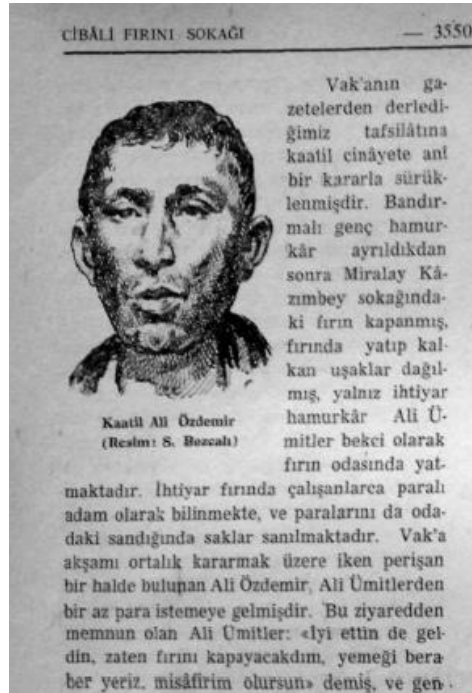 CİBÂLİ FIRINI SOKAĞI — 3550
Vak'anın ga-
zetelerden derledi-
ğimiz tafsilâtına
kaatil cinâyete anî
bir kararla sürük-
lenmişdir. Bandır-
malı genç hamur-
kâr ayrıldıkdan
sonra Miralay Kâ-
zımbey sokağında-
ki fırın kapanmış,
fırında yatıp kal-
kan uşaklar dağıl-
mış, yalnız ihtiyar
hamurkâr Ali Ü-
mitler bekci olarak
fırın odasında yat-
Kaatil Ali Özdemir
(Resim: S. Bozcalı)
maktadır. İhtiyar fırında çalışanlarca paralı
adam olarak bilinmekte, ve paralarını da oda-
daki sandığında saklar sanılmaktadır. Vak'a
akşamı ortalık kararmak üzere iken perişan
bir halde bulunan Ali Özdemir, Ali Ümitlerden
bir az para istemeye gelmişdir. Bu ziyaredden
memnun olan Ali Ümitler: «İyi ettin de gel-
din, zaten fırını kapayacakdım, yemeği bera
ber yeriz, misâfirim olursun» demiş, ve gen-